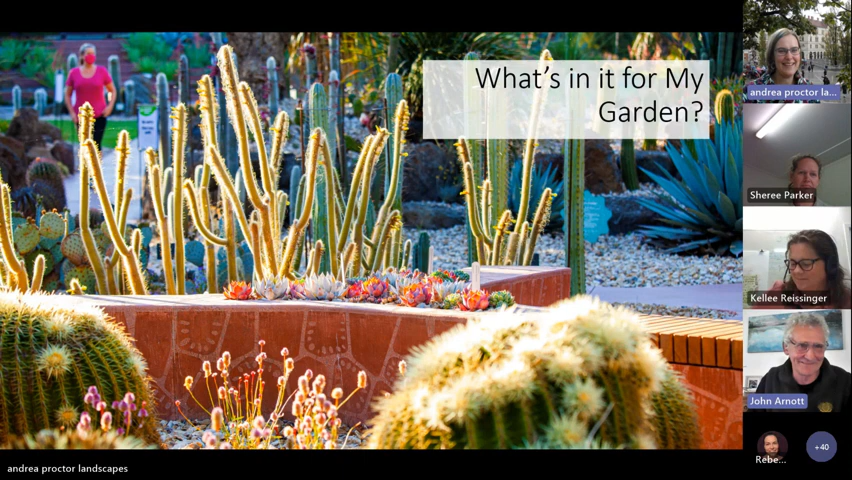 What's in it for My
Garden?
andrea proctor la...
Sheree Parker
Kellee Reissinger
John Arnott
Rebe...
+40
andrea proctor landscapes